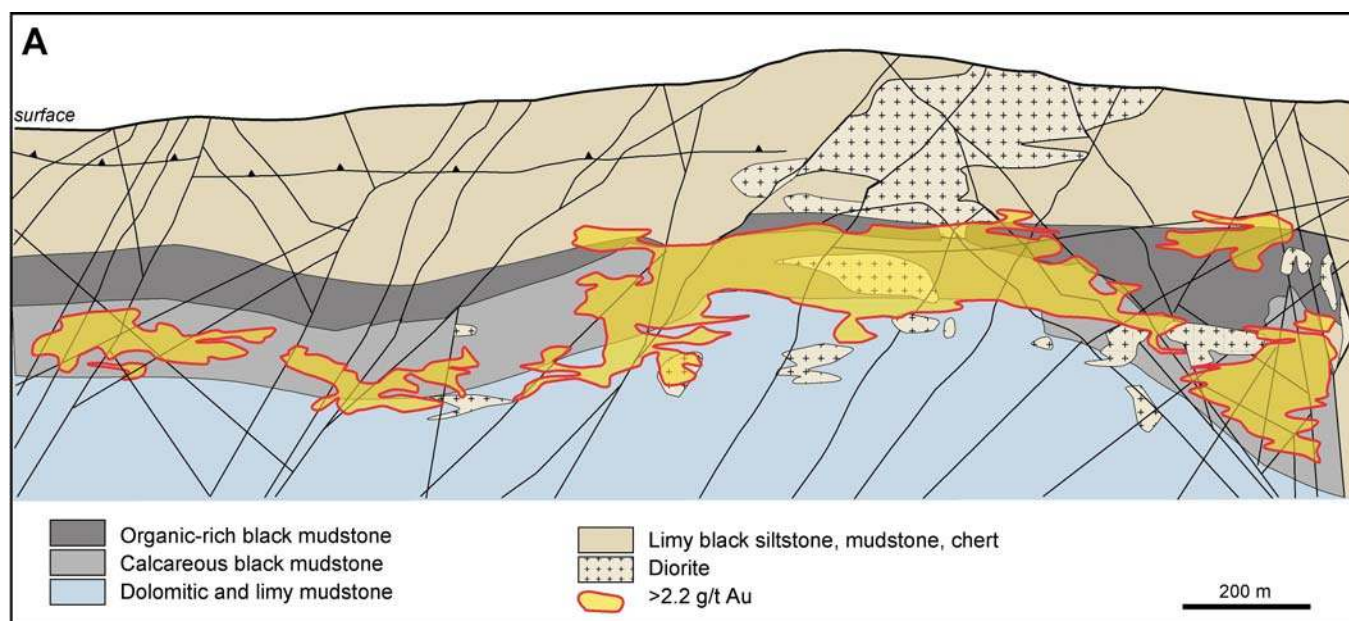 A
surface
Organic-rich black mudstone
Calcareous black mudstone
Dolomitic and limy mudstone
Limy black siltstone, mudstone, chert
Diorite
>2.2 g/t Au
200 m